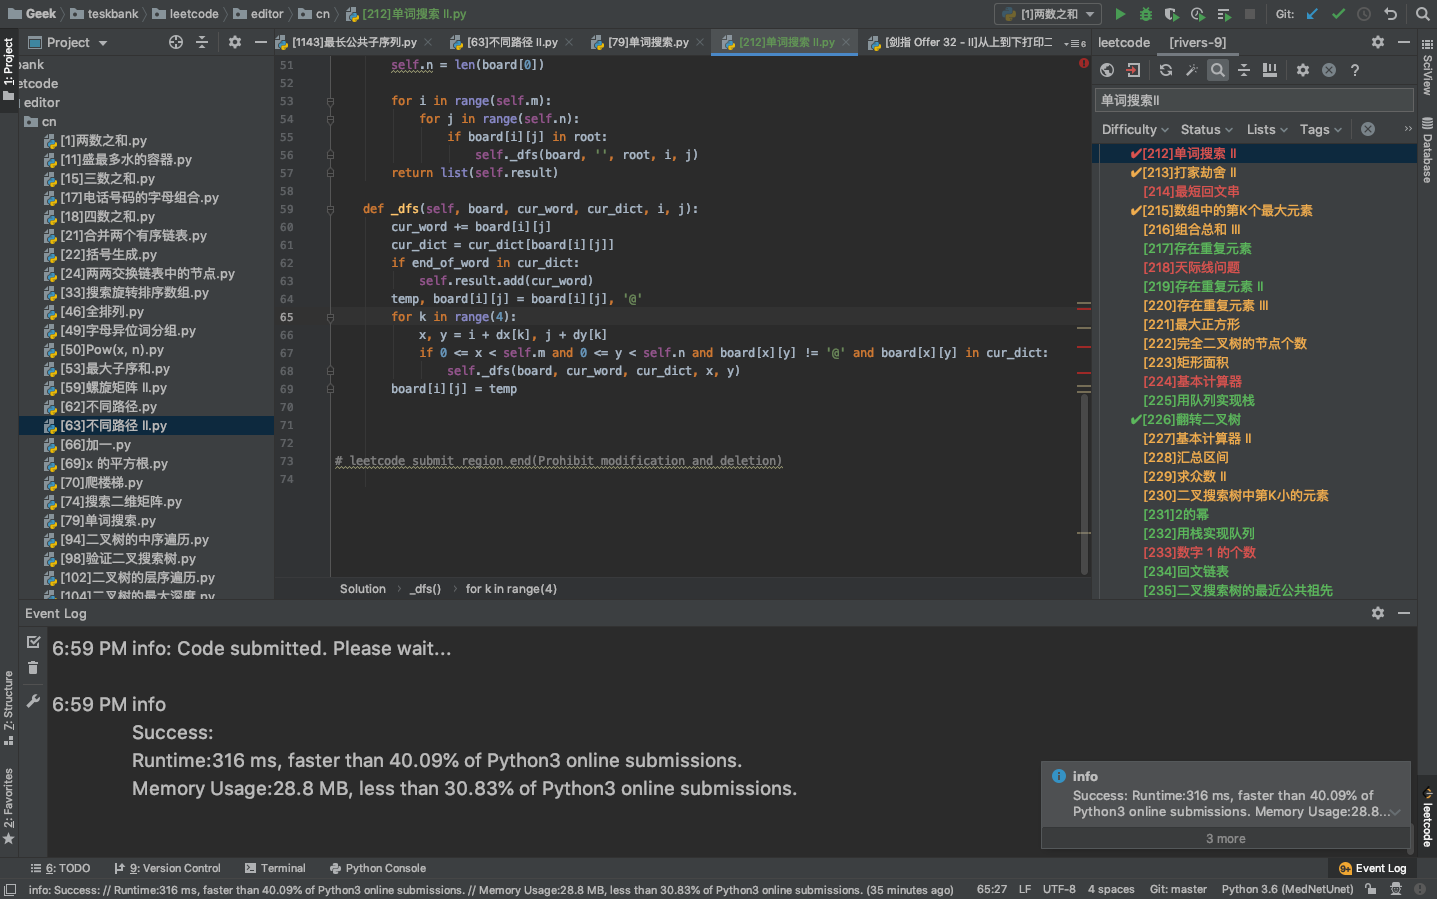 Geek
teskbank
leetcode
editor
cn
[212]单词搜索 II.py
[1]两数之和
Git:
Project
[1143]最长公共子序列.py
[63]不同路径 II.py
[79]单词搜索.py
[212]单词搜索 II.py
[剑指 Offer 32 - II]从上到下打印二
6
leetcode
[rivers-9]
1: Project
bank
eetcode
editor
cn
[1]两数之和.py
[11]盛最多水的容器.py
[15]三数之和.py
[17]电话号码的字母组合.py
[18]四数之和.py
[21]合并两个有序链表.py
[22]括号生成.py
[24]两两交换链表中的节点.py
[33]搜索旋转排序数组.py
[46]全排列.py
[49]字母异位词分组.py
[50]Pow(x, n).py
[53]最大子序和.py
[59]螺旋矩阵 II.py
[62]不同路径.py
[63]不同路径 II.py
[66]加一.py
[69]x 的平方根.py
[70]爬楼梯.py
[74]搜索二维矩阵.py
[79]单词搜索.py
[94]二叉树的中序遍历.py
[98]验证二叉搜索树.py
[102]二叉树的层序遍历.py
[104]二叉树的最大深度.py
51 self.n = len(board[0])
52
53 for i in range(self.m):
54 for j in range(self.n):
55 if board[i][j] in root:
56 self._dfs(board, '', root, i, j)
57 return list(self.result)
58
59 def _dfs(self, board, cur_word, cur_dict, i, j):
60 cur_word += board[i][j]
61 cur_dict = cur_dict[board[i][j]]
62 if end_of_word in cur_dict:
63 self.result.add(cur_word)
64 temp, board[i][j] = board[i][j], '@'
65 for k in range(4):
66 x, y = i + dx[k], j + dy[k]
67 if 0 <= x < self.m and 0 <= y < self.n and board[x][y] != '@' and board[x][y] in cur_dict:
68 self._dfs(board, cur_word, cur_dict, x, y)
69 board[i][j] = temp
70
71
72
73 # leetcode submit region end(Prohibit modification and deletion)
74
Solution
_dfs()
for k in range(4)
单词搜索II
Difficulty
Status
Lists
Tags
»
✔[212]单词搜索 II
✔[213]打家劫舍 II
[214]最短回文串
✔[215]数组中的第K个最大元素
[216]组合总和 III
[217]存在重复元素
[218]天际线问题
[219]存在重复元素 II
[220]存在重复元素 III
[221]最大正方形
[222]完全二叉树的节点个数
[223]矩形面积
[224]基本计算器
[225]用队列实现栈
✔[226]翻转二叉树
[227]基本计算器 II
[228]汇总区间
[229]求众数 II
[230]二叉搜索树中第K小的元素
[231]2的幂
[232]用栈实现队列
[233]数字 1 的个数
[234]回文链表
[235]二叉搜索树的最近公共祖先
SciView
Database
leetcode
Z: Structure
2: Favorites
Event Log
6:59 PM info: Code submitted. Please wait...
6:59 PM info
Success:
Runtime:316 ms, faster than 40.09% of Python3 online submissions.
Memory Usage:28.8 MB, less than 30.83% of Python3 online submissions.
info
Success: Runtime:316 ms, faster than 40.09% of
Python3 online submissions. Memory Usage:28.8...
3 more
6: TODO
9: Version Control
Terminal
Python Console
9+ Event Log
info: Success: // Runtime:316 ms, faster than 40.09% of Python3 online submissions. // Memory Usage:28.8 MB, less than 30.83% of Python3 online submissions. (35 minutes ago)
65:27
LF
UTF-8
4 spaces
Git: master
Python 3.6 (MedNetUnet)